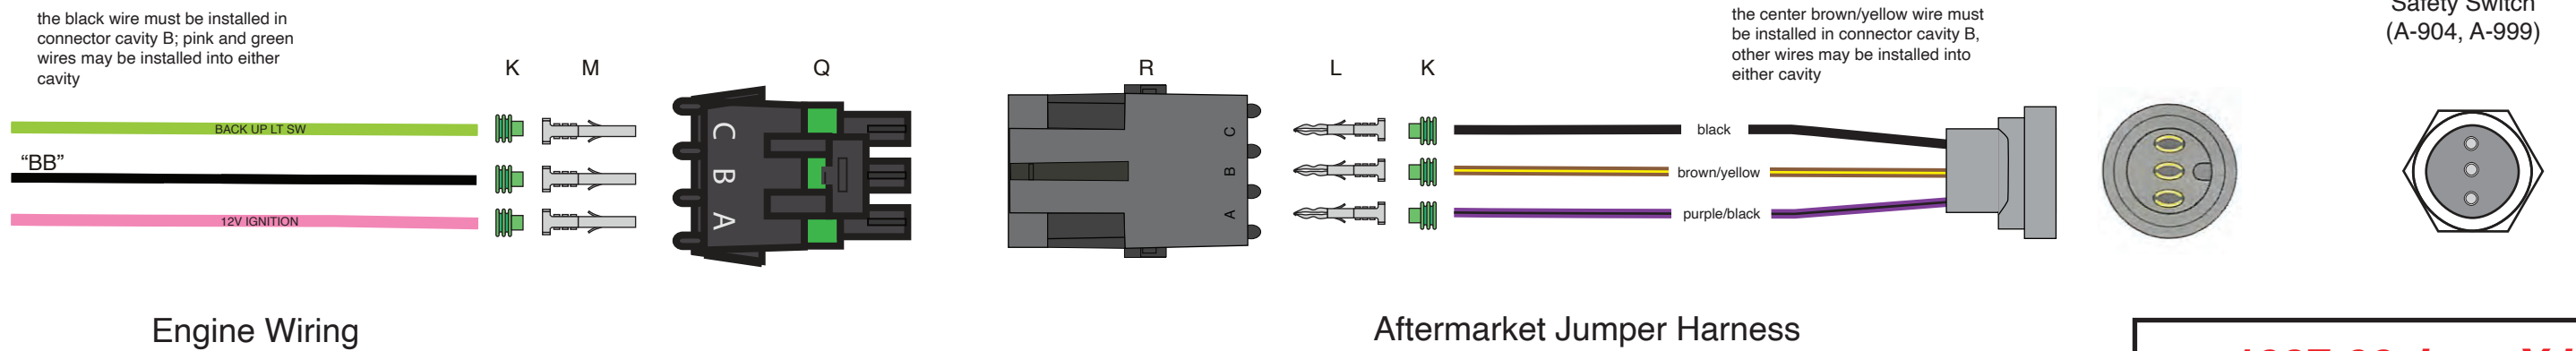 the black wire must be installed in
connector cavity B; pink and green
wires may be installed into either
cavity
K
M
Q
R
L
K
the center brown/yellow wire must
be installed in connector cavity B,
other wires may be installed into
either cavity
Safety Switch
(A-904, A-999)
BACK UP LT SW
"BB"
12V IGNITION
C
B
A
C
B
A
black
brown/yellow
purple/black
Engine Wiring
Aftermarket Jumper Harness